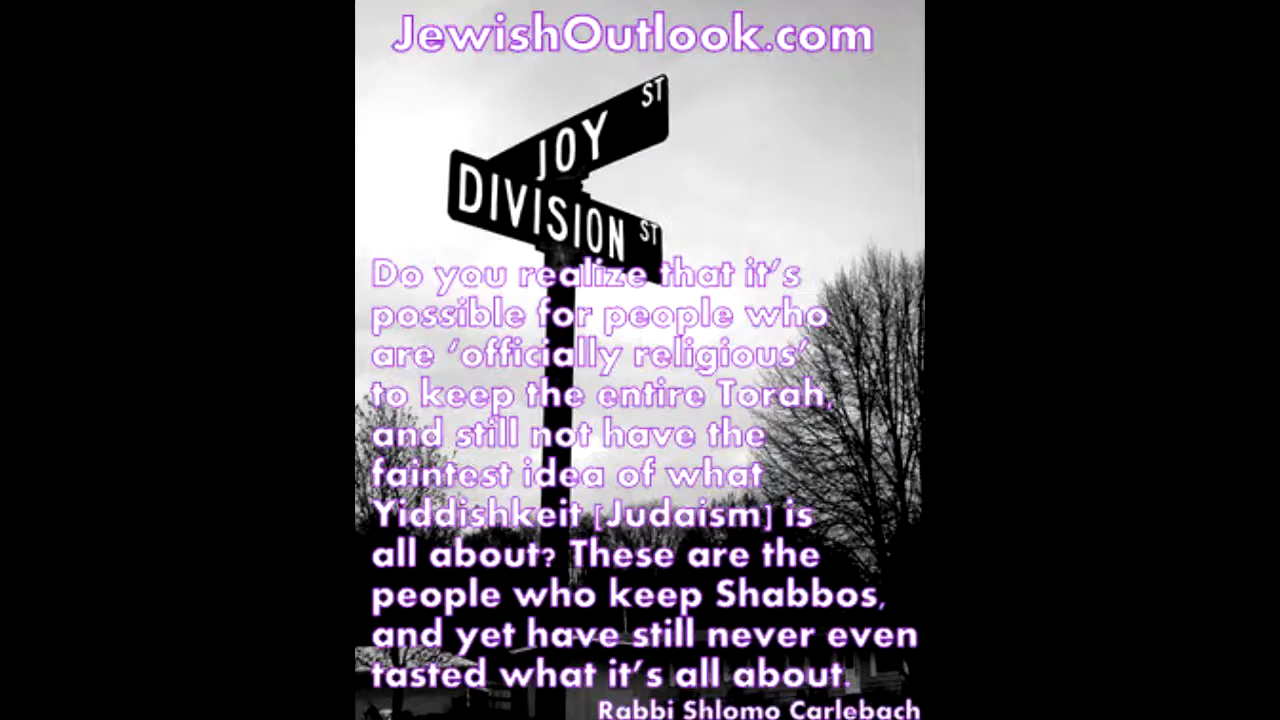 JewishOutlook.com
JOY ST
DIVISION ST
Do you realize that it's
possible for people who
are 'officially religious'
to keep the entire Torah,
and still not have the
faintest idea of what
Yiddishkeit [Judaism] is
all about? These are the
people who keep Shabbos,
and yet have still never even
tasted what it's all about.
Rabbi Shlomo Carlebach